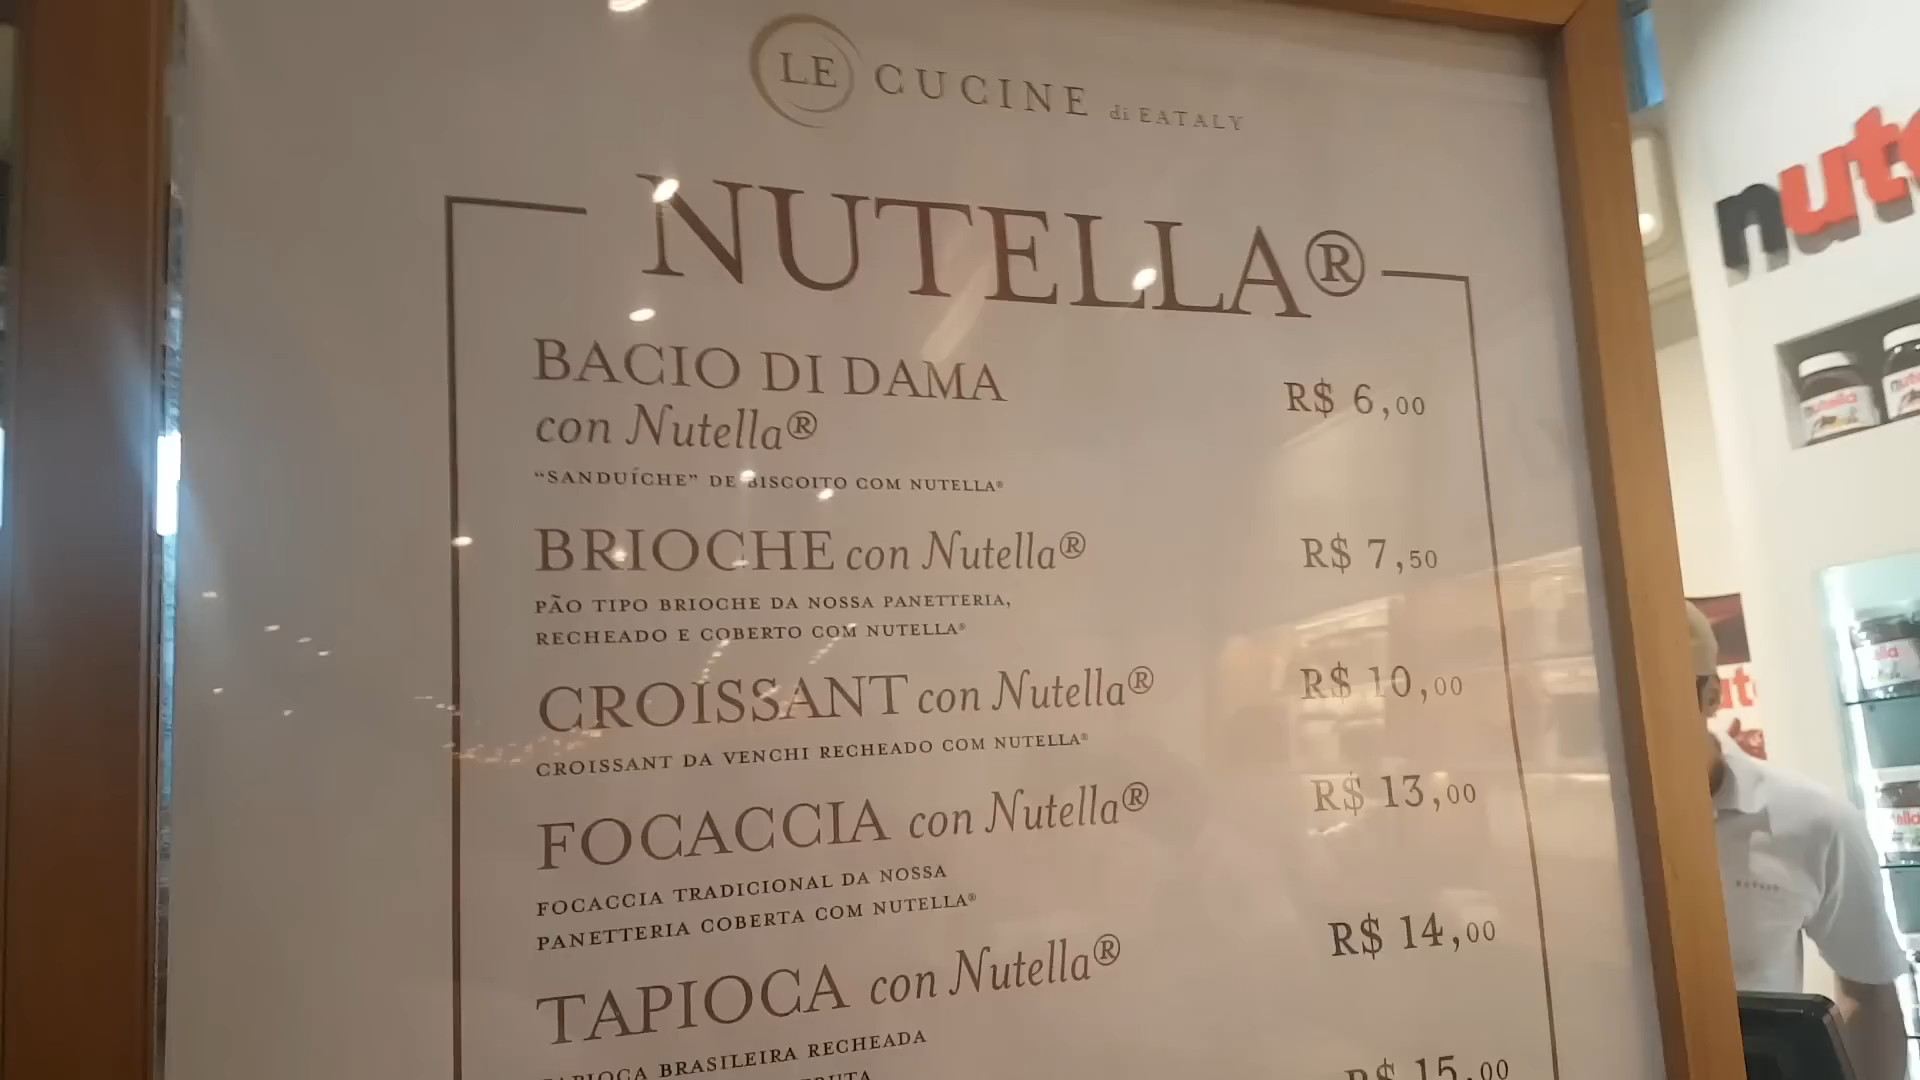 LE CUCINE di EATALY
NUTELLA®
BACIO DI DAMA
con Nutella®
R$ 6,00
"SANDUÍCHE" DE BISCOITO COM NUTELLA®
BRIOCHE con Nutella®
R$ 7,50
PÃO TIPO BRIOCHE DA NOSSA PANETTERIA,
RECHEADO E COBERTO COM NUTELLA®
CROISSANT con Nutella®
R$ 10,00
CROISSANT DA VENCHI RECHEADO COM NUTELLA®
FOCACCIA con Nutella®
R$ 13,00
FOCACCIA TRADICIONAL DA NOSSA
PANETTERIA COBERTA COM NUTELLA®
TAPIOCA con Nutella®
R$ 14,00
BRASILEIRA RECHEADA
R$ 15,00
nutella